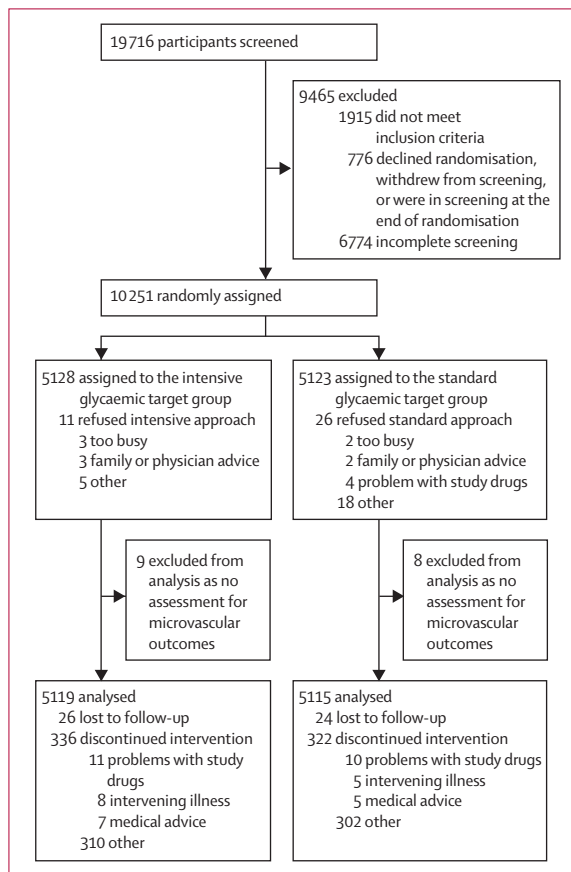 19 716 participants screened
9465 excluded
1915 did not meet
inclusion criteria
776 declined randomisation,
withdrew from screening,
or were in screening at the
end of randomisation
6774 incomplete screening
10 251 randomly assigned
5128 assigned to the intensive
glycaemic target group
11 refused intensive approach
3 too busy
3 family or physician advice
5 other
5123 assigned to the standard
glycaemic target group
26 refused standard approach
2 too busy
2 family or physician advice
4 problem with study drugs
18 other
9 excluded from
analysis as no
assessment for
microvascular
outcomes
8 excluded from
analysis as no
assessment for
microvascular
outcomes
5119 analysed
26 lost to follow-up
336 discontinued intervention
11 problems with study
drugs
8 intervening illness
7 medical advice
310 other
5115 analysed
24 lost to follow-up
322 discontinued intervention
10 problems with study drugs
5 intervening illness
5 medical advice
302 other